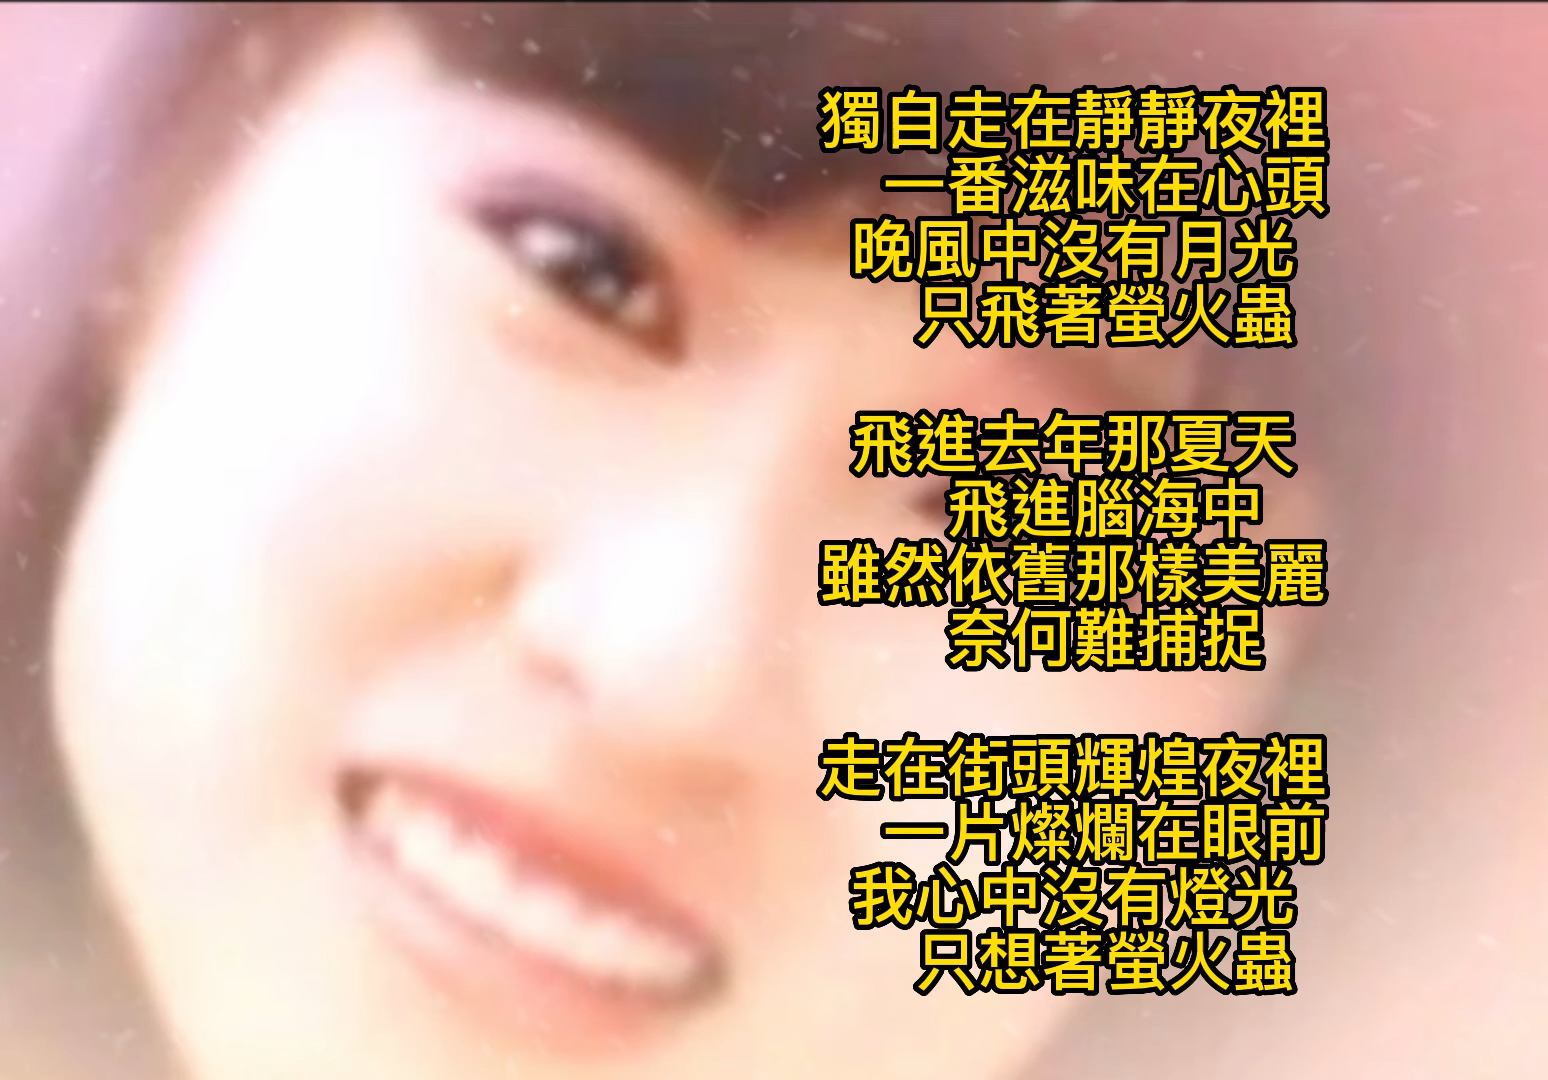 獨自走在靜靜夜裡
一番滋味在心頭
晚風中沒有月光
只飛著螢火蟲
飛進去年那夏天
飛進腦海中
雖然依舊那樣美麗
奈何難捕捉
走在街頭輝煌夜裡
一片燦爛在眼前
我心中沒有燈光
只想著螢火蟲